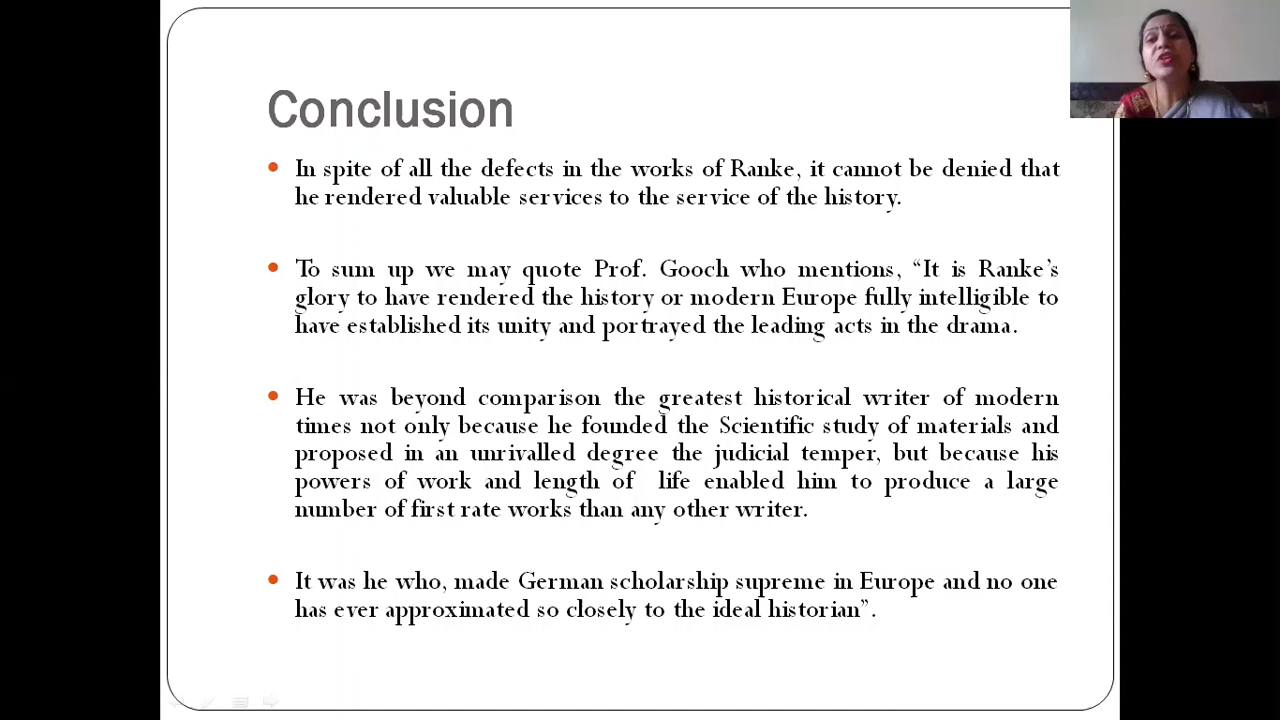 Conclusion
In spite of all the defects in the works of Ranke, it cannot be denied that
he rendered valuable services to the service of the history.
To sum up we may quote Prof. Gooch who mentions, “It is Ranke’s
glory to have rendered the history or modern Europe fully intelligible to
have established its unity and portrayed the leading acts in the drama.
He was beyond comparison the greatest historical writer of modern
times not only because he founded the Scientific study of materials and
proposed in an unrivalled degree the judicial temper, but because his
powers of work and length of life enabled him to produce a large
number of first rate works than any other writer.
It was he who, made German scholarship supreme in Europe and no one
has ever approximated so closely to the ideal historian”.